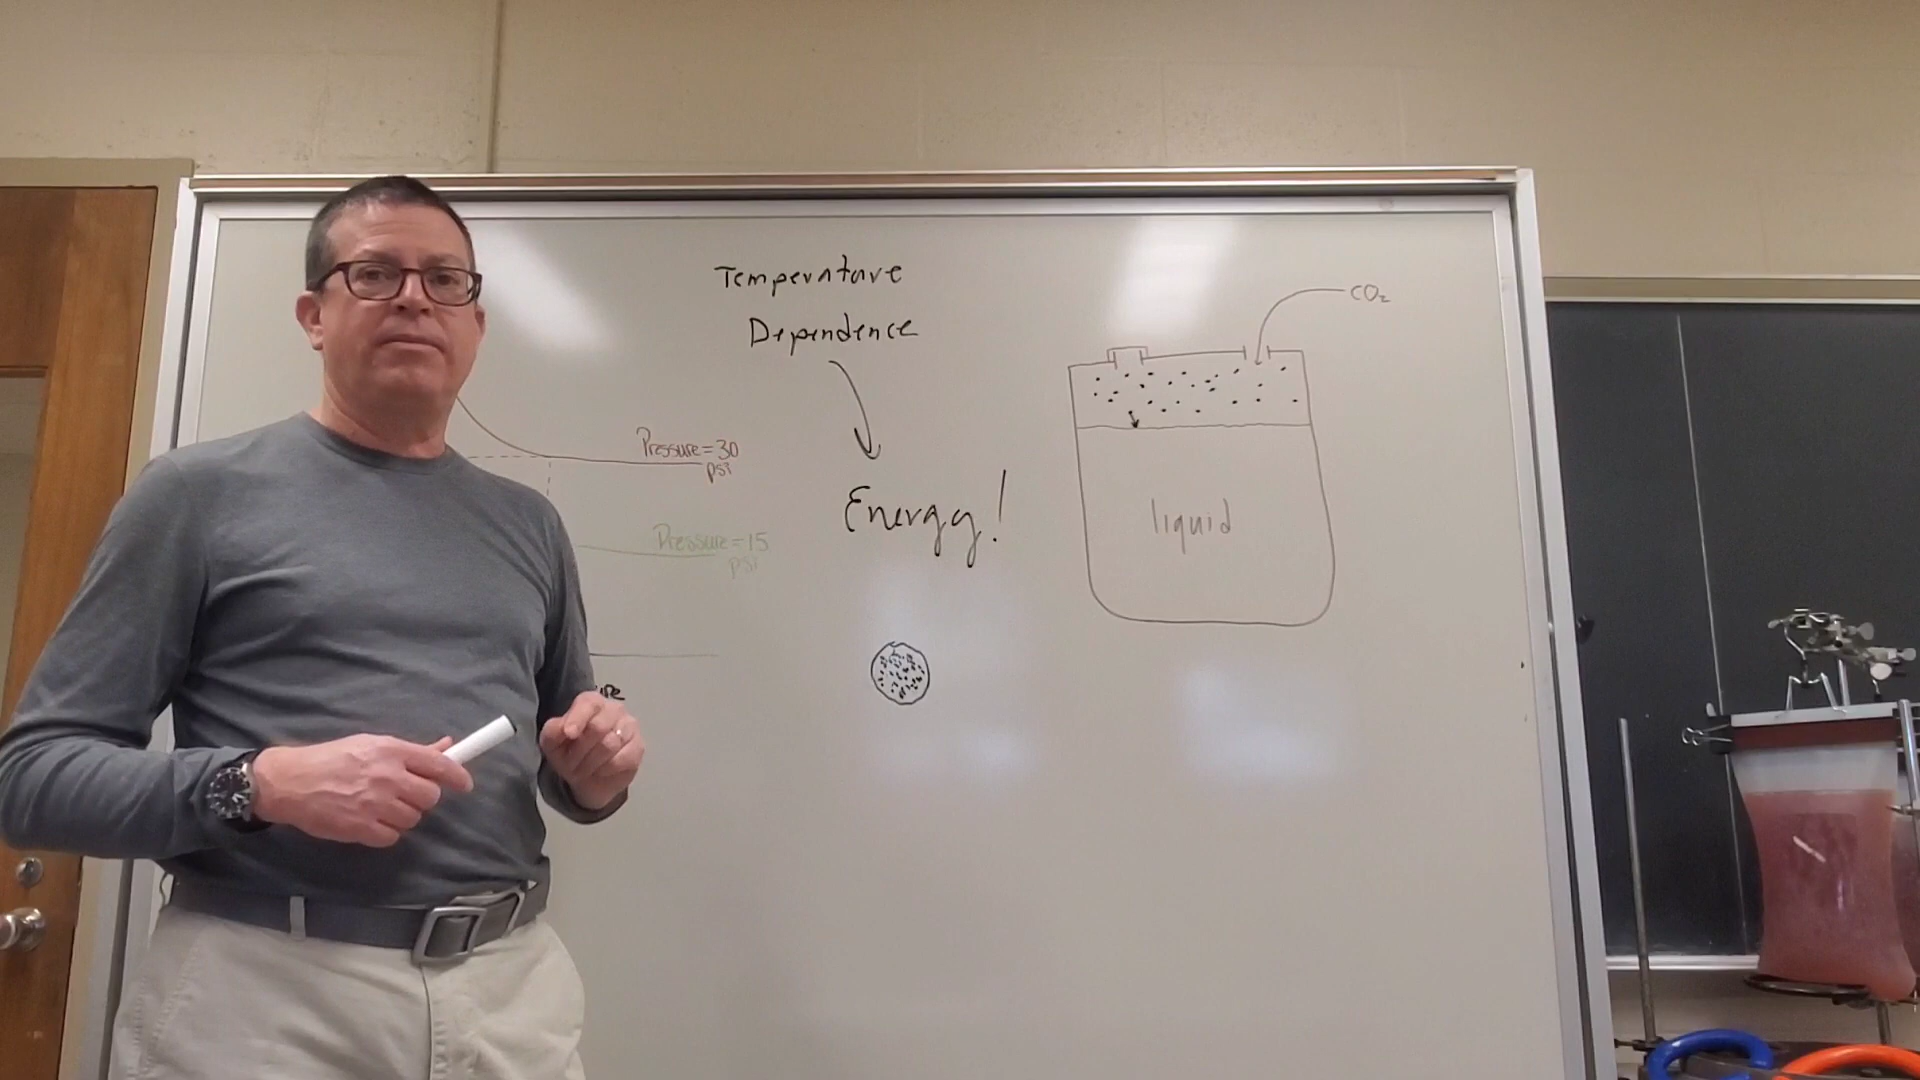 Temperature
Dependence
CO₂
Pressure=30
psi
Energy!
liquid
Pressure=15
psi